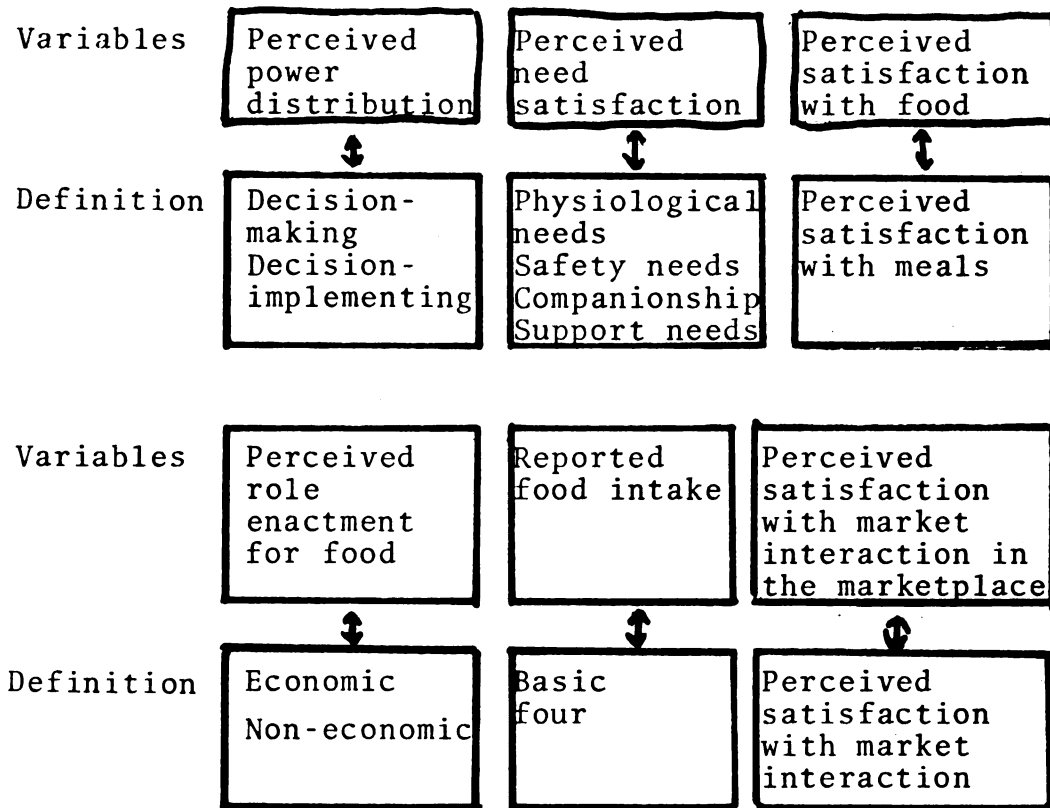 Variables
Perceived
power
distribution
Perceived
need
satisfaction
Perceived
satisfaction
with food
Definition
Decision-
making
Decision-
implementing
Physiological
needs
Safety needs
Companionship
Support needs
Perceived
satisfaction
with meals
Variables
Perceived
role
enactment
for food
Reported
food intake
Perceived
satisfaction
with market
interaction in
the marketplace
Definition
Economic
Non-economic
Basic
four
Perceived
satisfaction
with market
interaction